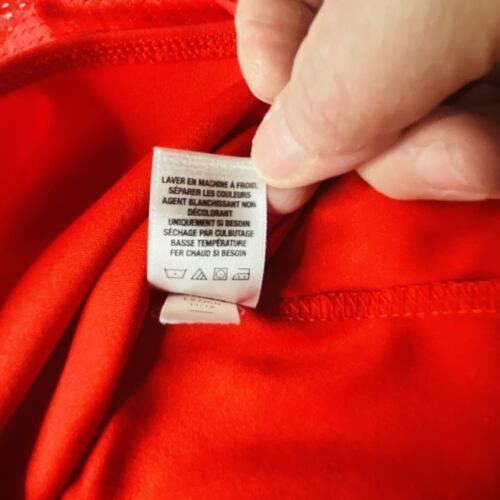 LAVER EN MACHINE À FROID,
SÉPARER LES COULEURS
AGENT BLANCHISSANT NON
DÉCOLORANT
UNIQUEMENT SI BESOIN
SÉCHAGE PAR CULBUTAGE
BASSE TEMPÉRATURE
FER CHAUD SI BESOIN